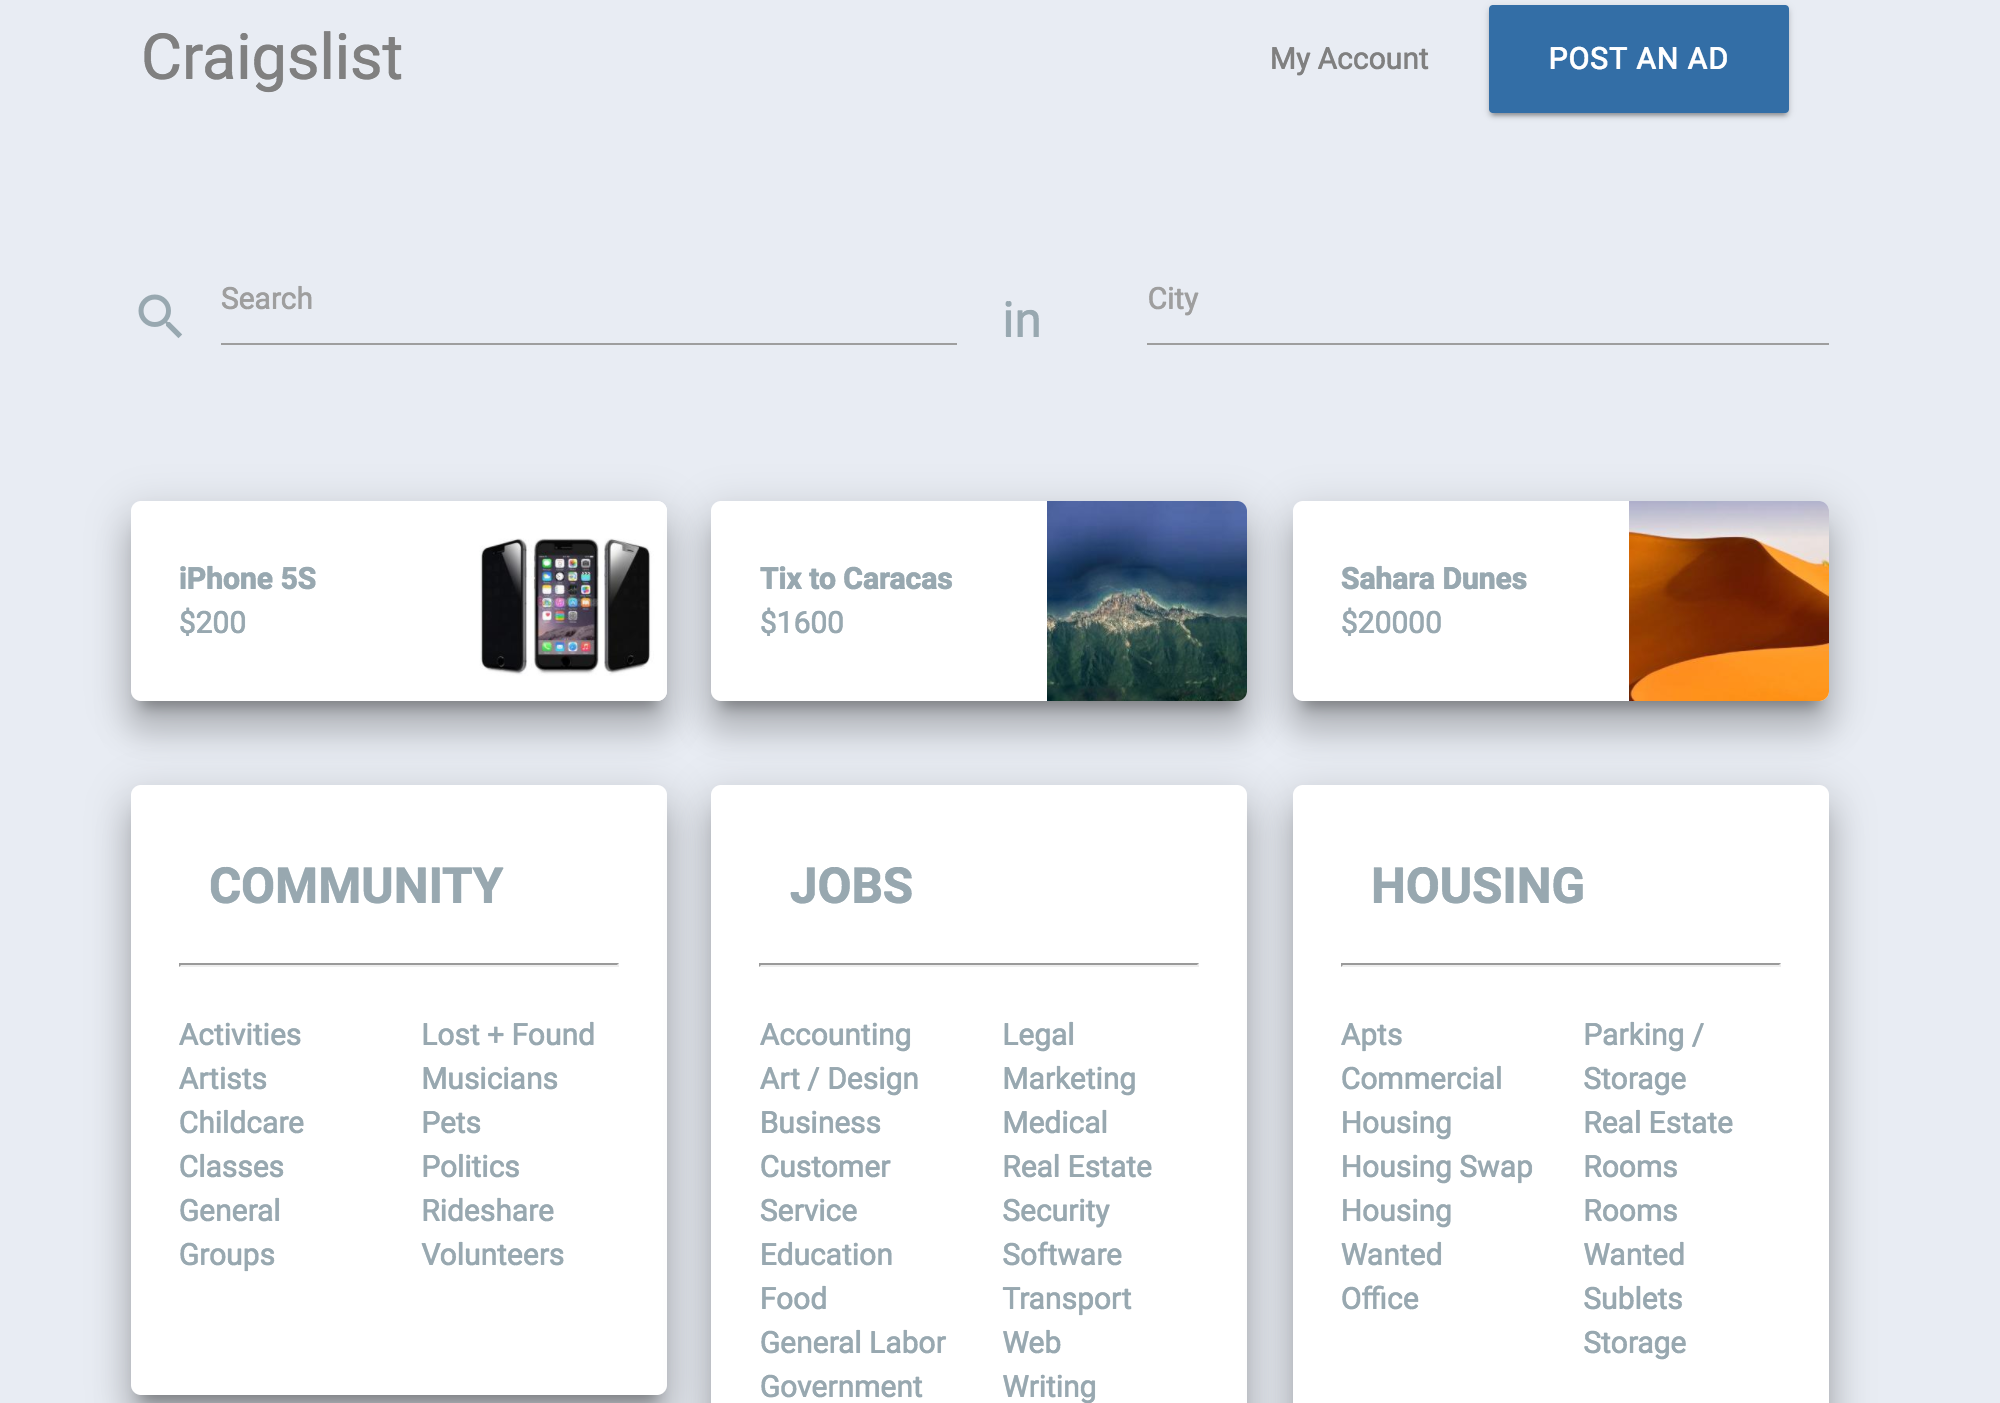 Craigslist
My Account
POST AN AD
Search
in
City
iPhone 5S
$200
Tix to Caracas
$1600
Sahara Dunes
$20000
COMMUNITY
Activities
Artists
Childcare
Classes
General
Groups
Lost + Found
Musicians
Pets
Politics
Rideshare
Volunteers
JOBS
Accounting
Art / Design
Business
Customer
Service
Education
Food
General Labor
Government
Legal
Marketing
Medical
Real Estate
Security
Software
Transport
Web
Writing
HOUSING
Apts
Commercial
Housing
Housing Swap
Housing
Wanted
Office
Parking /
Storage
Real Estate
Rooms
Rooms
Wanted
Sublets
Storage